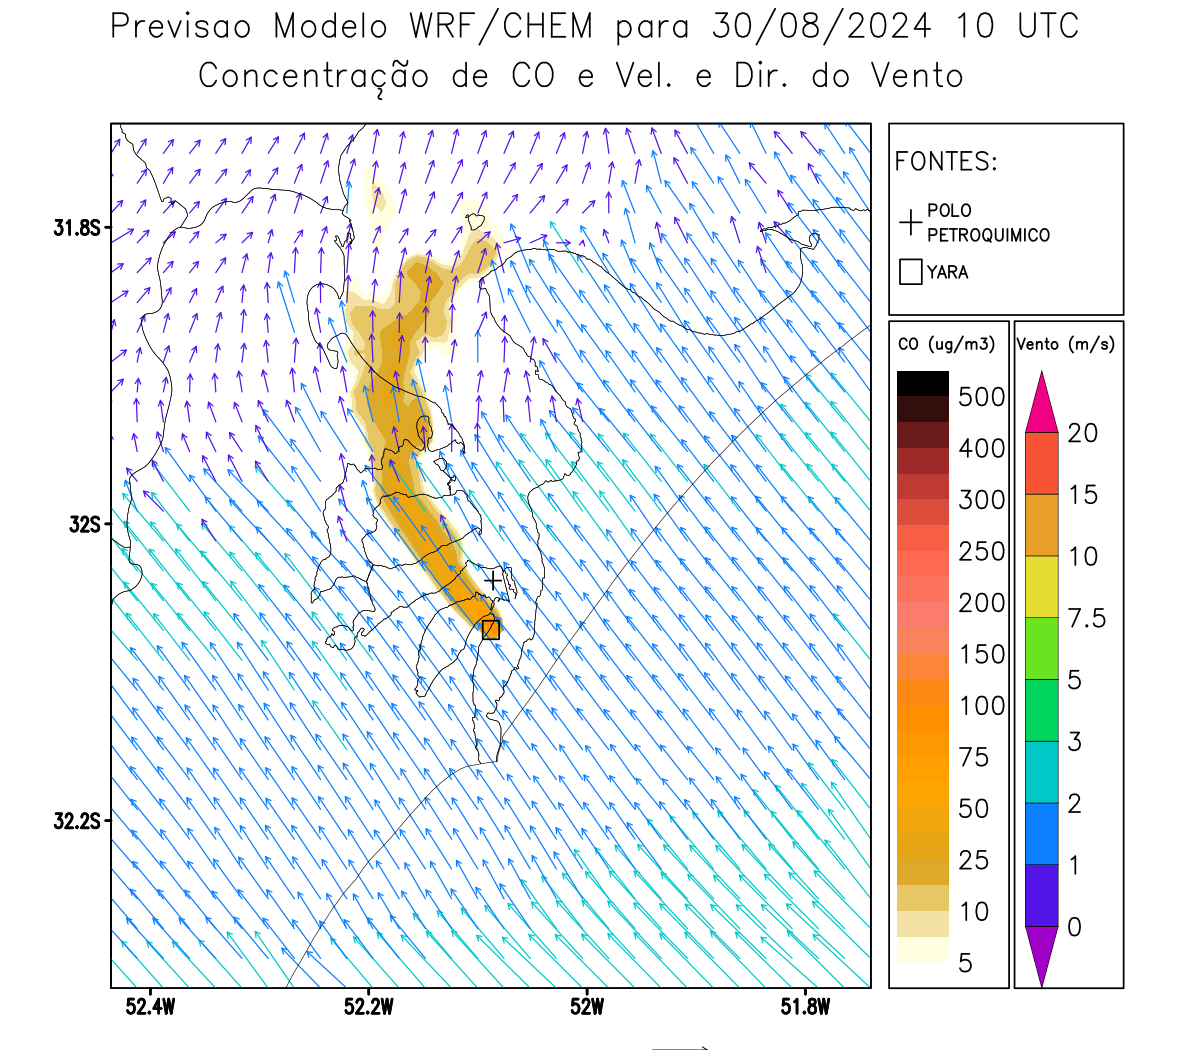 Previsao Modelo WRF/CHEM para 30/08/2024 10 UTC
Concentração de CO e Vel. e Dir. do Vento
FONTES:
POLO
PETROQUIMICO
YARA
31.8S
32S
32.2S
52.4W
52.2W
52W
51.8W
CO (ug/m3)
500
400
300
250
200
150
100
75
50
25
10
5
Vento (m/s)
20
15
10
7.5
5
3
2
1
0